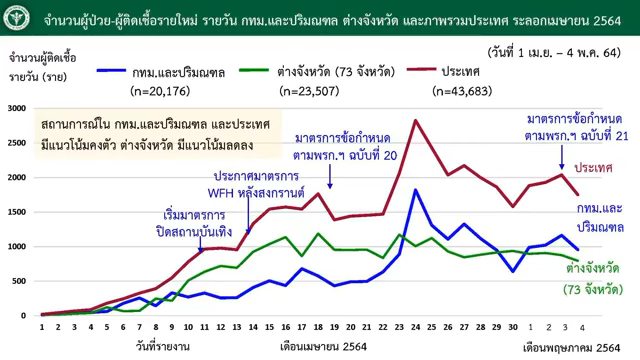 จำนวนผู้ป่วย-ผู้ติดเชื้อรายใหม่ รายวัน กทม.และปริมณฑล ต่างจังหวัด และภาพรวมประเทศ ระลอกเมษายน 2564
จำนวนผู้ติดเชื้อ
รายวัน (ราย)
(วันที่ 1 เม.ย. – 4 พ.ค. 64)
กทม.และปริมณฑล
(n=20,176)
ต่างจังหวัด (73 จังหวัด)
(n=23,507)
ประเทศ
(n=43,683)
สถานการณ์ใน กทม.และปริมณฑล และประเทศ
มีแนวโน้มคงตัว ต่างจังหวัด มีแนวโน้มลดลง
เริ่มมาตรการ
ปิดสถานบันเทิง
ประกาศมาตรการ
WFH หลังสงกรานต์
มาตรการข้อกำหนด
ตามพรก.ฯ ฉบับที่ 20
มาตรการข้อกำหนด
ตามพรก.ฯ ฉบับที่ 21
ประเทศ
กทม.และ
ปริมณฑล
ต่างจังหวัด
(73 จังหวัด)
3000
2500
2000
1500
1000
500
0
1 2 3 4 5 6 7 8 9 10 11 12 13 14 15 16 17 18 19 20 21 22 23 24 25 26 27 28 29 30 1 2 3 4
วันที่รายงาน
เดือนเมษายน 2564
เดือนพฤษภาคม 2564